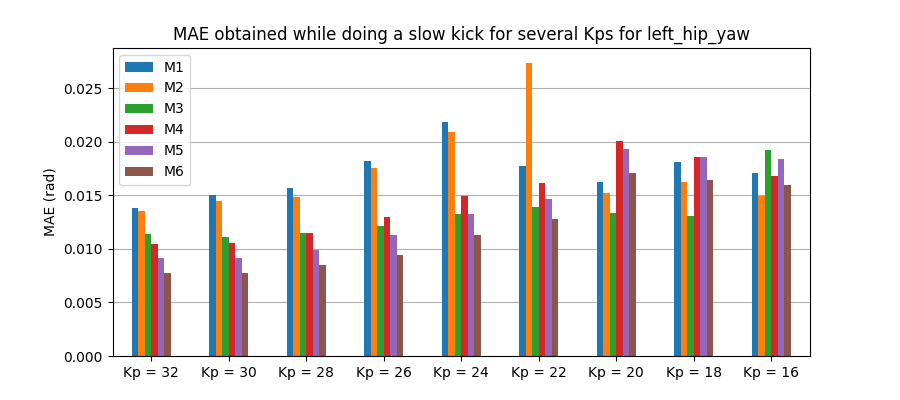 MAE obtained while doing a slow kick for several Kps for left_hip_yaw
M1
M2
M3
M4
M5
M6
MAE (rad)
0.025
0.020
0.015
0.010
0.005
0.000
Kp = 32 Kp = 30 Kp = 28 Kp = 26 Kp = 24 Kp = 22 Kp = 20 Kp = 18 Kp = 16